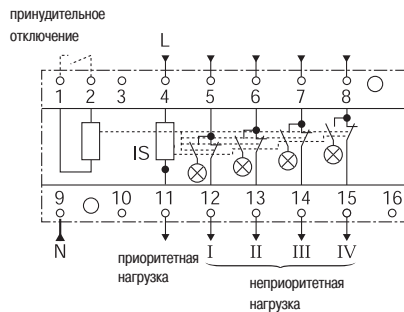 принудительное
отключение
L
1 2 3 4 5 6 7 8
IS
9 10 11 12 13 14 15 16
N
приоритетная
нагрузка
I II III IV
неприоритетная
нагрузка